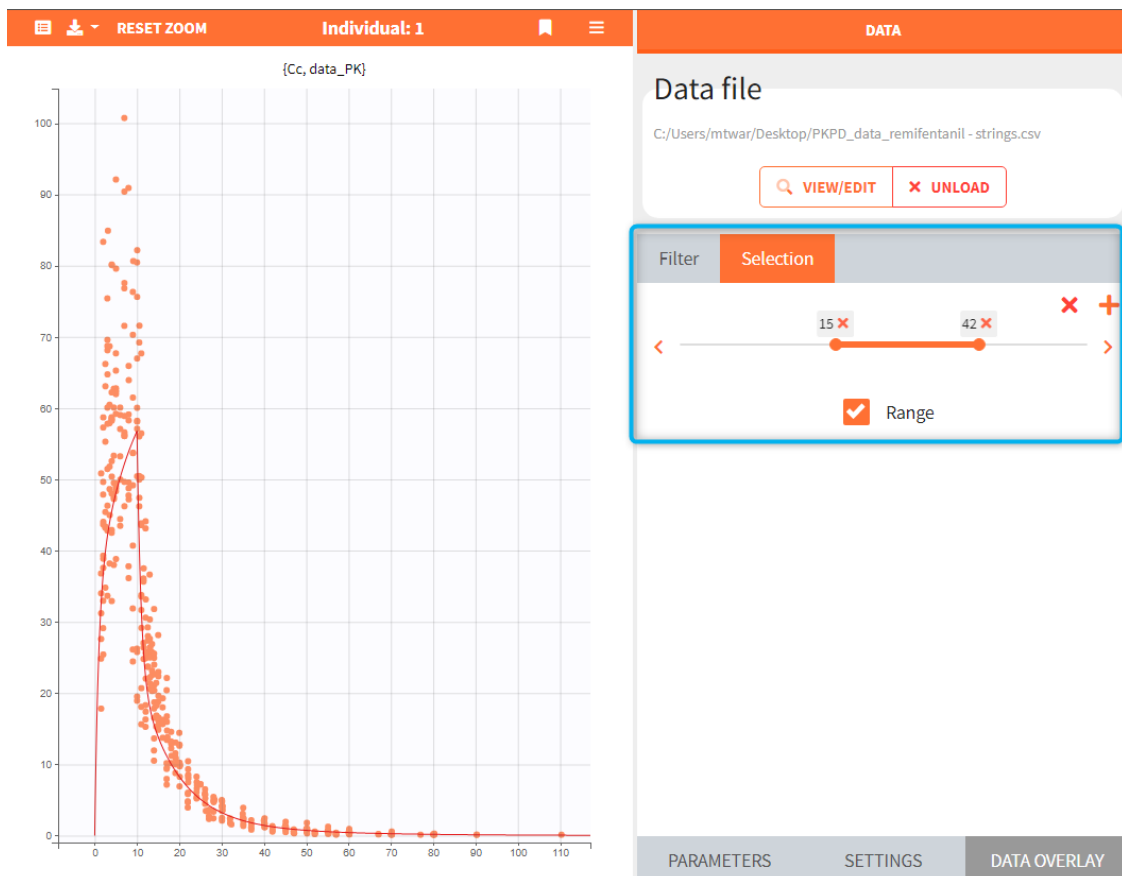 RESET ZOOM Individual: 1
{Cc, data_PK}
100
90
80
70
60
50
40
30
20
10
0
0 10 20 30 40 50 60 70 80 90 100 110
DATA
Data file
C:/Users/mtwar/Desktop/PKPD_data_remifentanil - strings.csv
VIEW/EDIT UNLOAD
Filter Selection
15 42
Range
PARAMETERS SETTINGS DATA OVERLAY